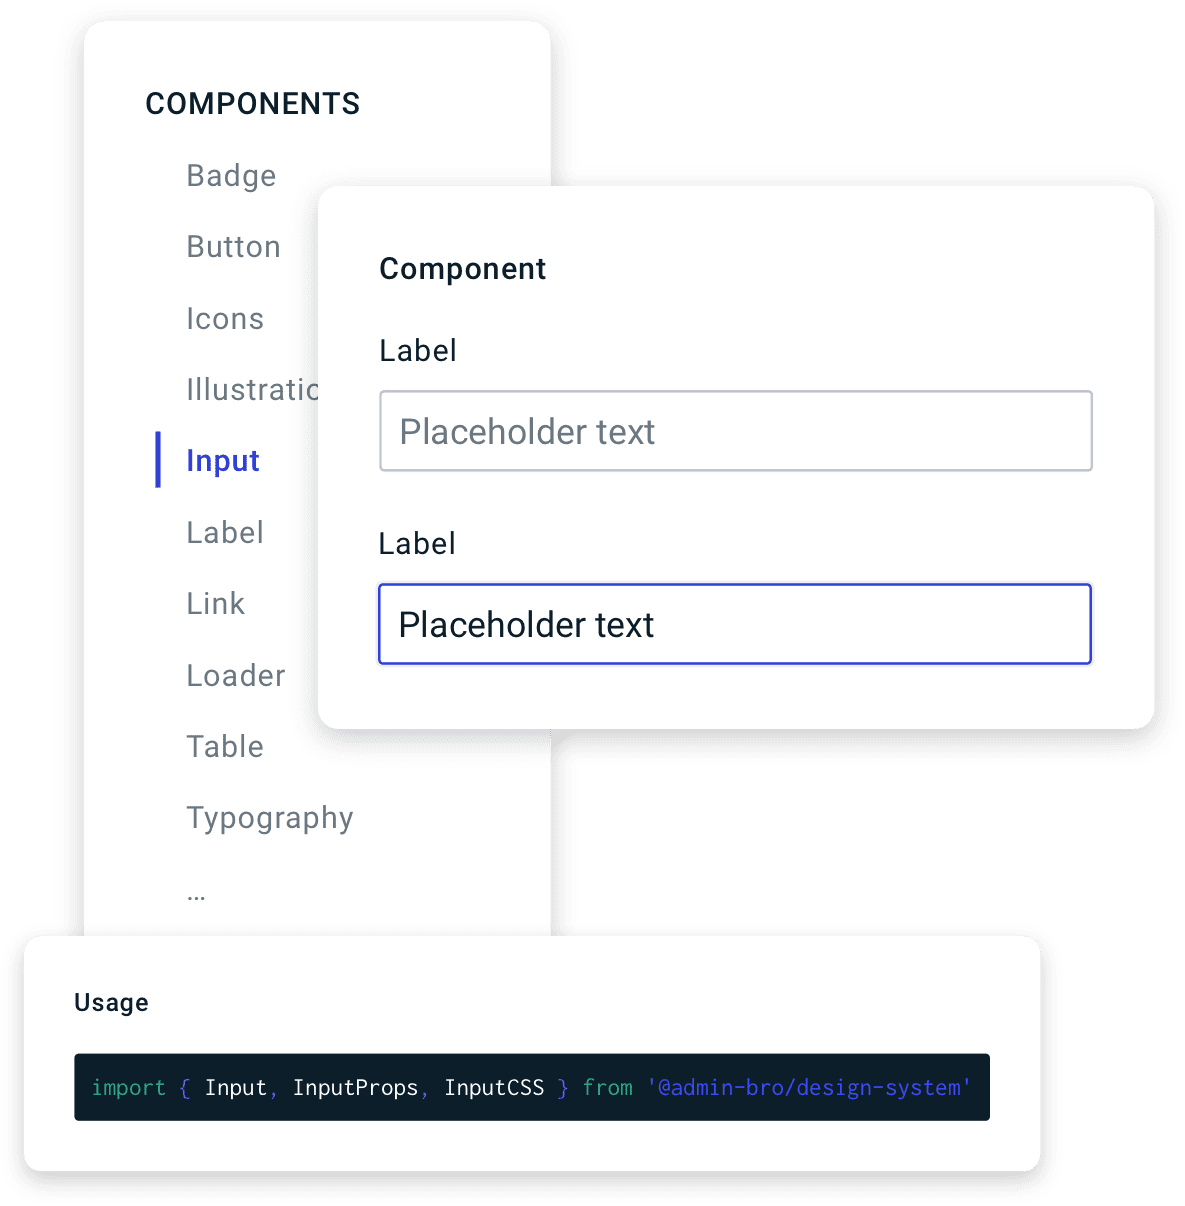 COMPONENTS
Badge
Button
Icons
Illustratio
Input
Label
Link
Loader
Table
Typography
...
Component
Label
Placeholder text
Label
Placeholder text
Usage
import { Input, InputProps, InputCSS } from '@admin-bro/design-system'